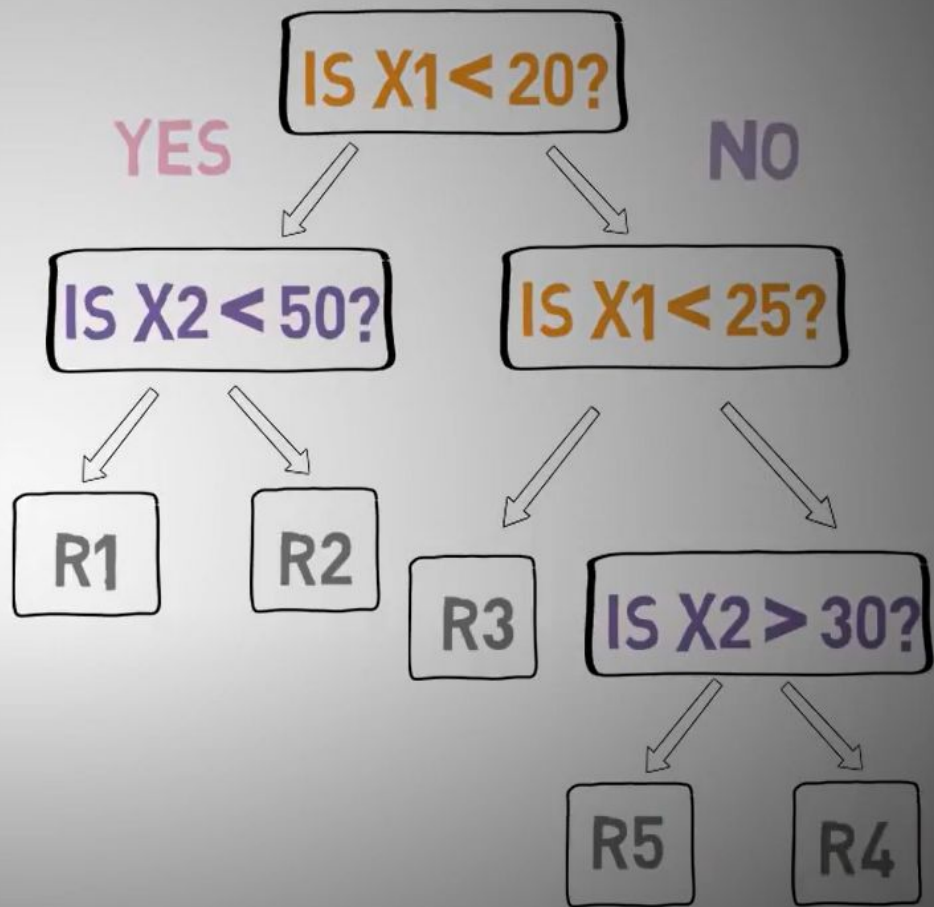 IS X1 < 20?
YES
NO
IS X2 < 50?
IS X1 < 25?
R1
R2
R3
IS X2 > 30?
R5
R4